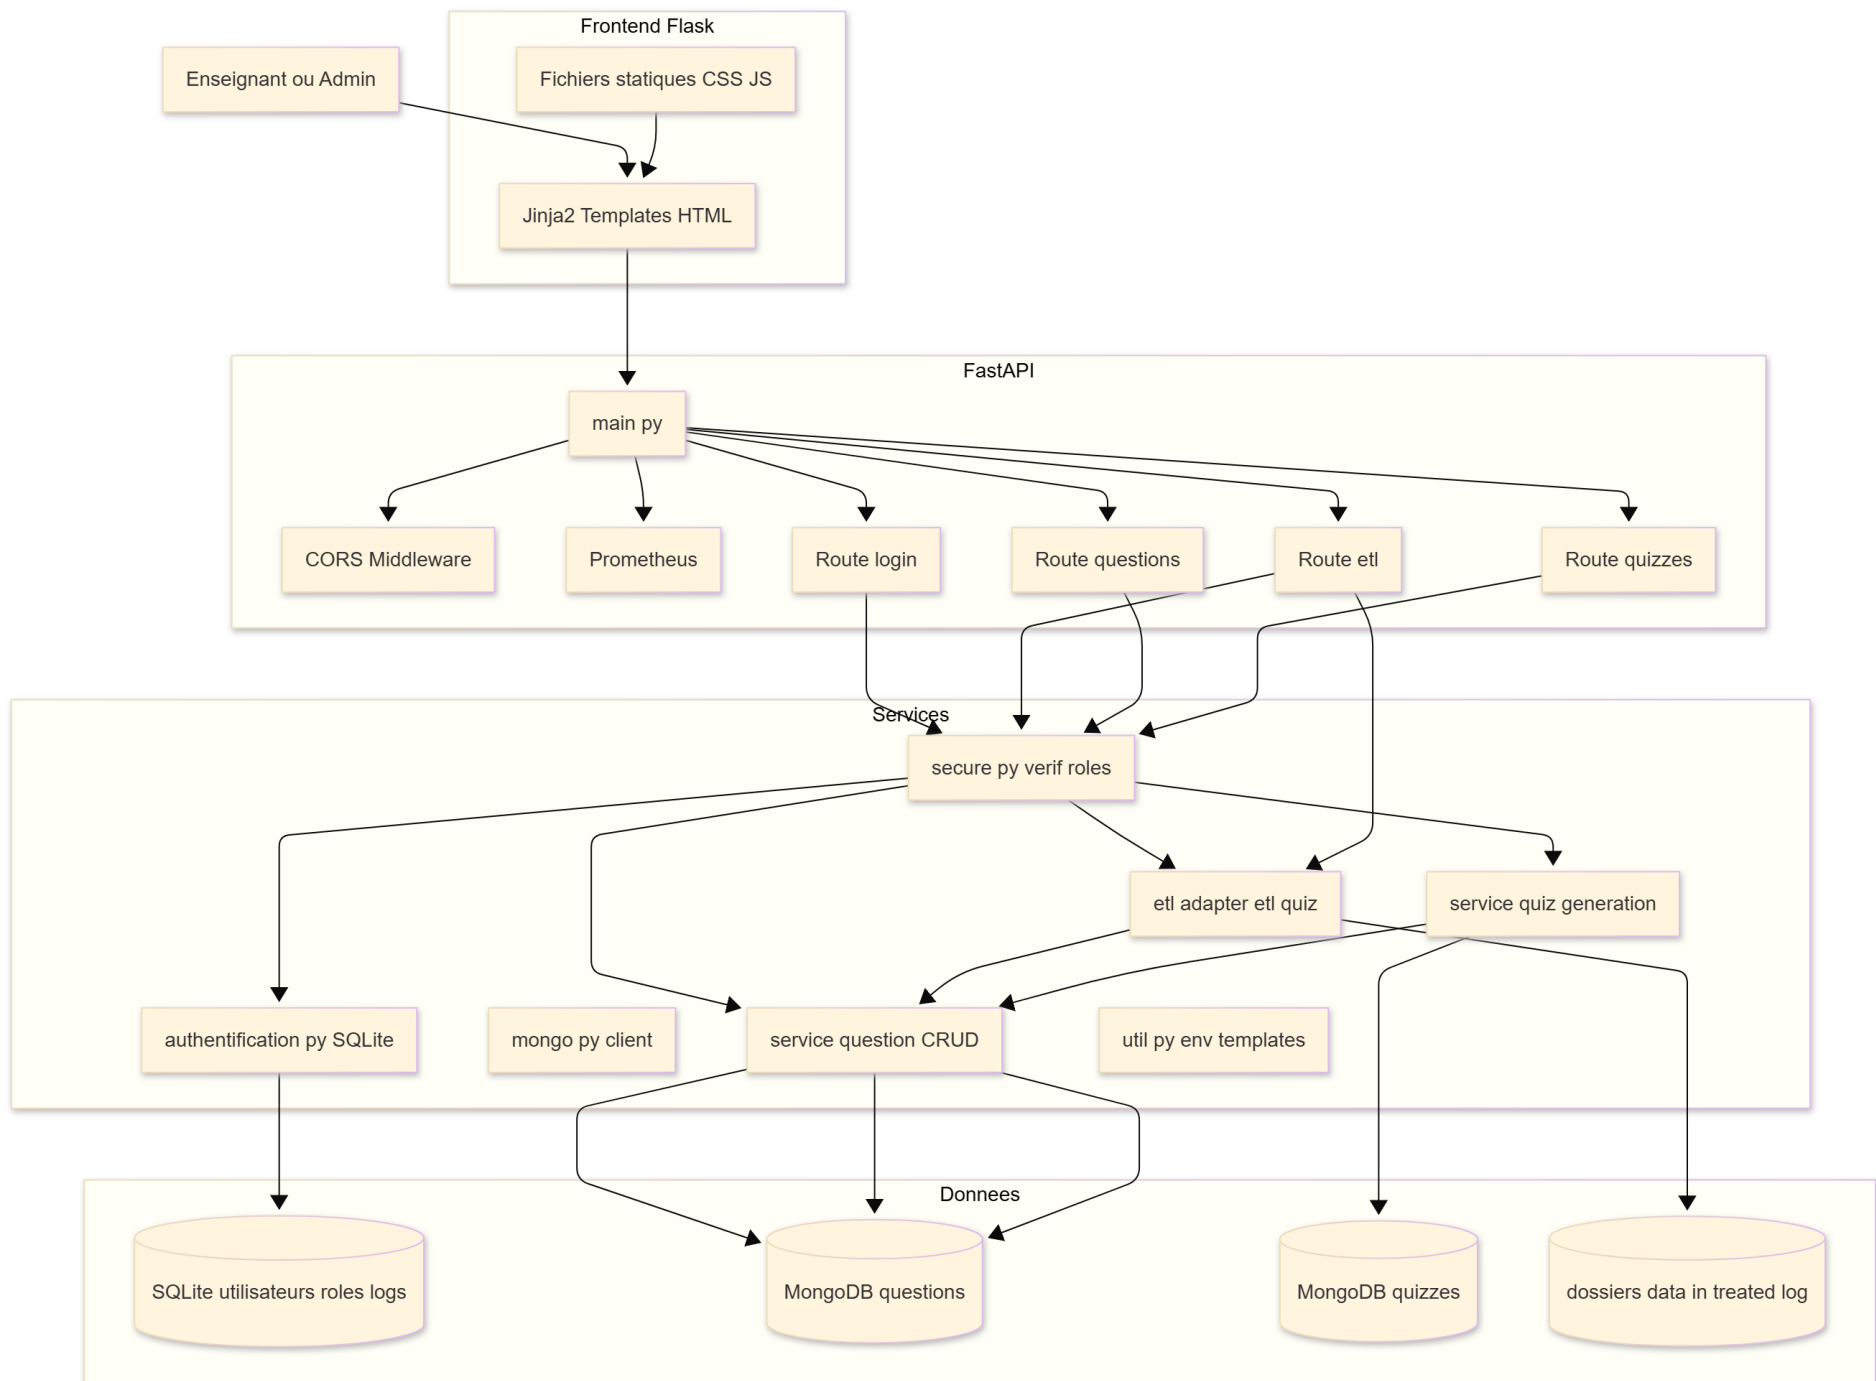 Frontend Flask
Enseignant ou Admin
Fichiers statiques CSS JS
Jinja2 Templates HTML
FastAPI
main py
CORS Middleware
Prometheus
Route login
Route questions
Route etl
Route quizzes
Services
secure py verif roles
etl adapter etl quiz
service quiz generation
authentification py SQLite
mongo py client
service question CRUD
util py env templates
Donnees
SQLite utilisateurs roles logs
MongoDB questions
MongoDB quizzes
dossiers data in treated log